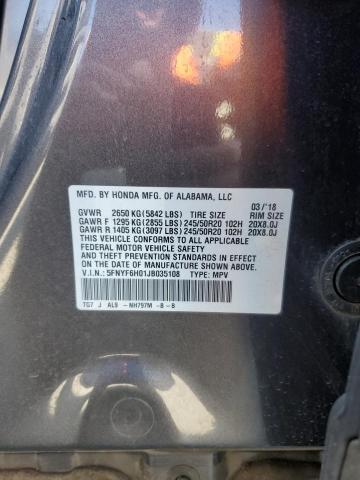 MFD. BY HONDA MFG. OF ALABAMA, LLC
03/'18
GVWR 2650 KG(5842 LBS) TIRE SIZE RIM SIZE
GAWR F 1295 KG(2855 LBS) 245/50R20 102H 20X8.0J
GAWR R 1405 KG(3097 LBS) 245/50R20 102H 20X8.0J
THIS VEHICLE CONFORMS TO ALL APPLICABLE
FEDERAL MOTOR VEHICLE SAFETY, BUMPER,
AND THEFT PREVENTION STANDARDS IN EFFECT
ON THE DATE OF MANUFACTURE SHOWN ABOVE.
V.I.N.: 5FNYF6H01JB035108 TYPE: MPV
TG7 J AL9 -NH797M -B-B